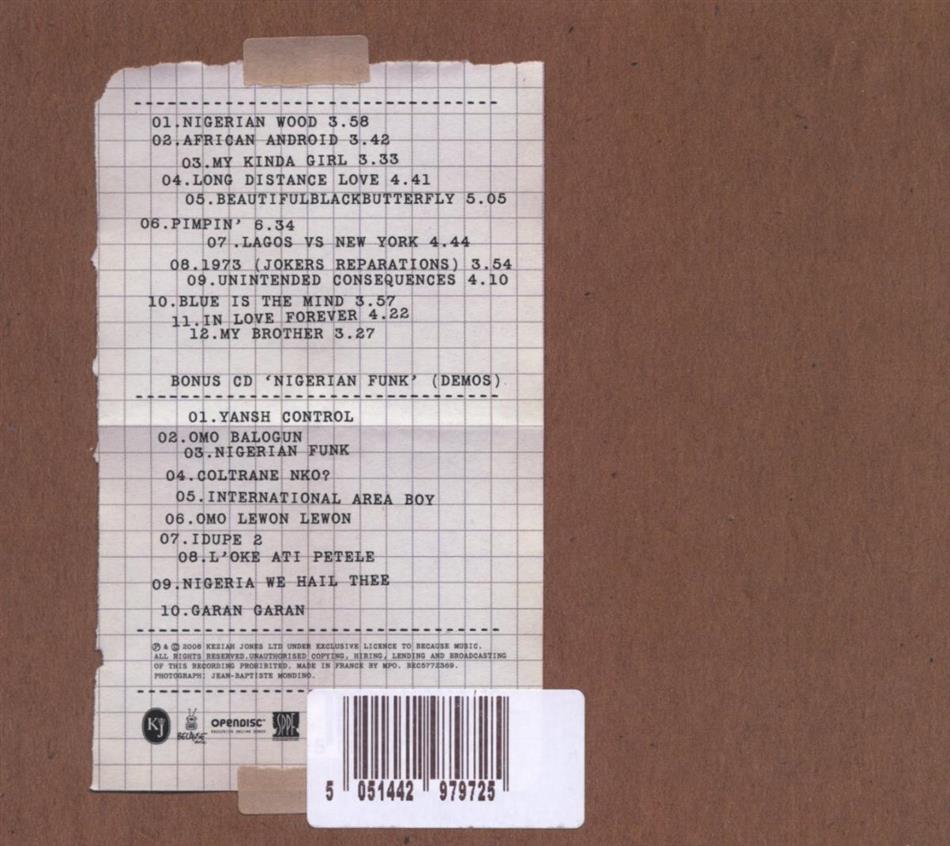 01.NIGERIAN WOOD 3.58
02.AFRICAN ANDROID 3.42
03.MY KINDA GIRL 3.33
04.LONG DISTANCE LOVE 4.41
05.BEAUTIFULBLACKBUTTERFLY 5.05
06.PIMPIN' 6.34
07.LAGOS VS NEW YORK 4.44
08.1973 (JOKERS REPARATIONS) 3.54
09.UNINTENDED CONSEQUENCES 4.10
10.BLUE IS THE MIND 3.57
11.IN LOVE FOREVER 4.22
12.MY BROTHER 3.27
BONUS CD 'NIGERIAN FUNK' (DEMOS)
01.YANSH CONTROL
02.OMO BALOGUN
03.NIGERIAN FUNK
04.COLTRANE NKO?
05.INTERNATIONAL AREA BOY
06.OMO LEWON LEWON
07.IDUPE 2
08.L'OKE ATI PETELE
09.NIGERIA WE HAIL THEE
10.GARAN GARAN
℗ & © 2008 KEZIAH JONES LTD UNDER EXCLUSIVE LICENCE TO BECAUSE MUSIC.
ALL RIGHTS RESERVED.UNAUTHORISED COPYING, HIRING, LENDING AND BROADCASTING
OF THIS RECORDING PROHIBITED. MADE IN FRANCE BY MPO. BEC5772369.
PHOTOGRAPH: JEAN-BAPTISTE MONDINO.
KJ BECAUSE OPENDISC SPPF
5 051442 979725